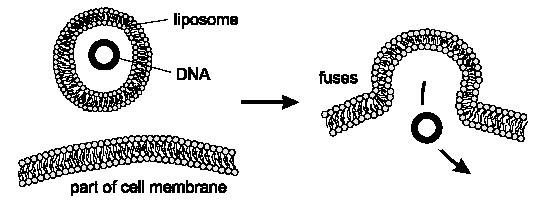 liposome
DNA
part of cell membrane
fuses